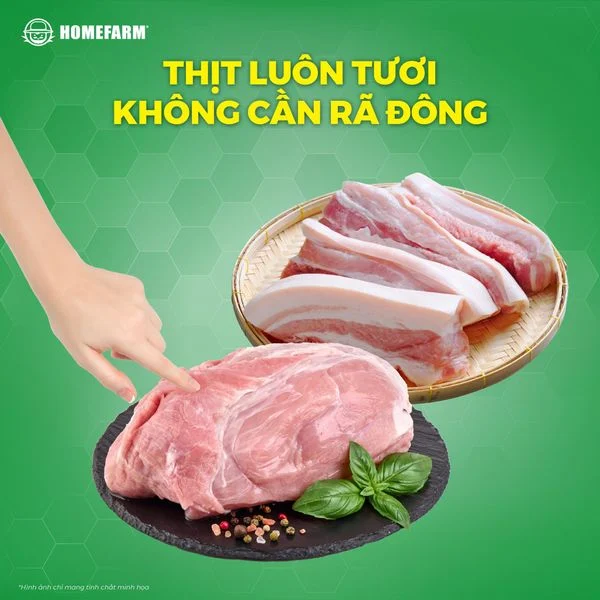 HOMEFARM®
THỊT LUÔN TƯƠI
KHÔNG CẦN RÃ ĐÔNG
*Hình ảnh chỉ mang tính chất minh họa